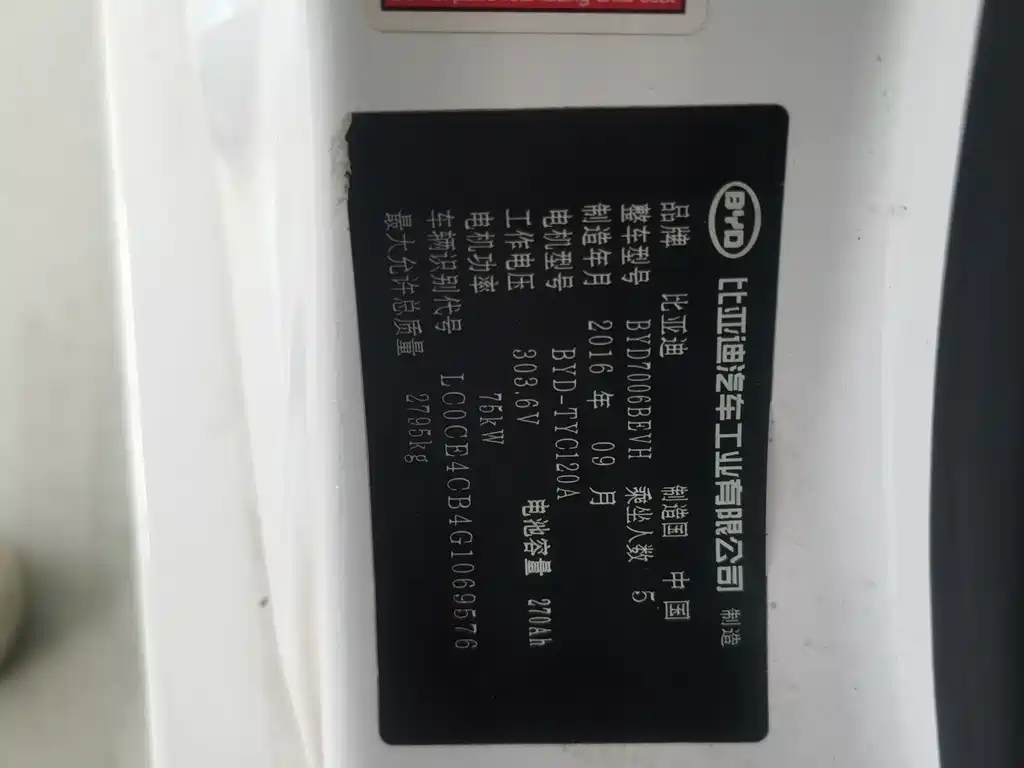 BYD 比亚迪汽车工业有限公司 制造
品牌 比亚迪 制造国 中国
整车型号 BYD7006BEVH 乘坐人数 5
制造年月 2016 年 09 月
电机型号 BYD-TYC120A
工作电压 303.6V 电池容量 270Ah
电机功率 75kW
车辆识别代号 LC0CE4CB4G1069576
最大允许总质量 2795kg